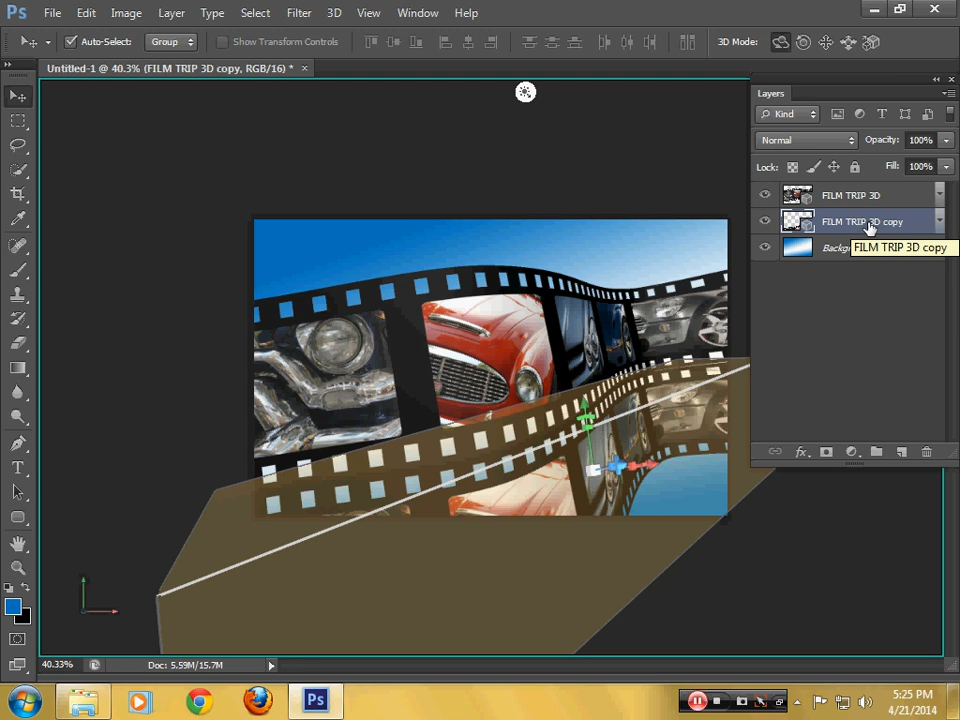 Ps File Edit Image Layer Type Select Filter 3D View Window Help
Auto-Select: Group Show Transform Controls 3D Mode:
Untitled-1 @ 40.3% (FILM TRIP 3D copy, RGB/16) * ×
Layers
Kind
Normal Opacity: 100%
Lock: Fill: 100%
FILM TRIP 3D
FILM TRIP 3D copy
Backgr FILM TRIP 3D copy
40.33% Doc: 5.59M/15.7M
Ps
5:25 PM
4/21/2014